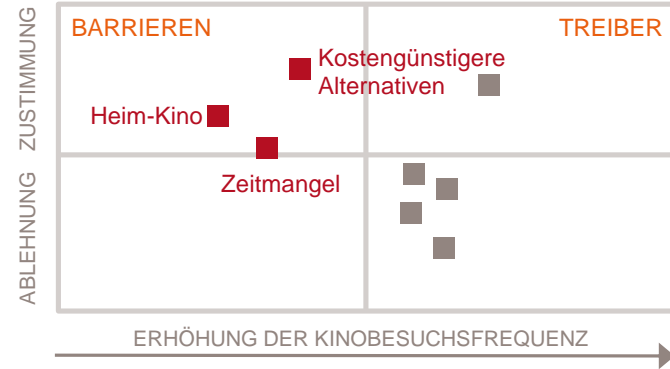 ZUSTIMMUNG
BARRIEREN
TREIBER
Kostengünstigere
Alternativen
Heim-Kino
Zeitmangel
ABLEHNUNG
ERHÖHUNG DER KINOBESUCHSFREQUENZ